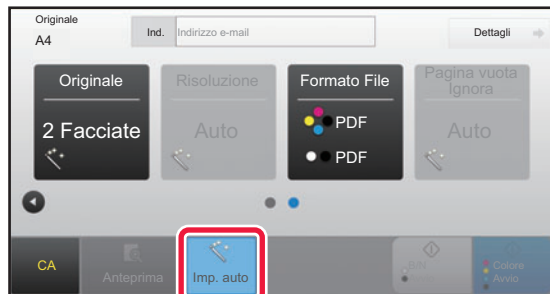 Originale
A4
Ind.
Indirizzo e-mail
Dettagli
Originale
2 Facciate
Risoluzione
Auto
Formato File
PDF
PDF
Pagina vuota
Ignora
Auto
CA
Anteprima
Imp. auto
B/N
Avvio
Colore
Avvio